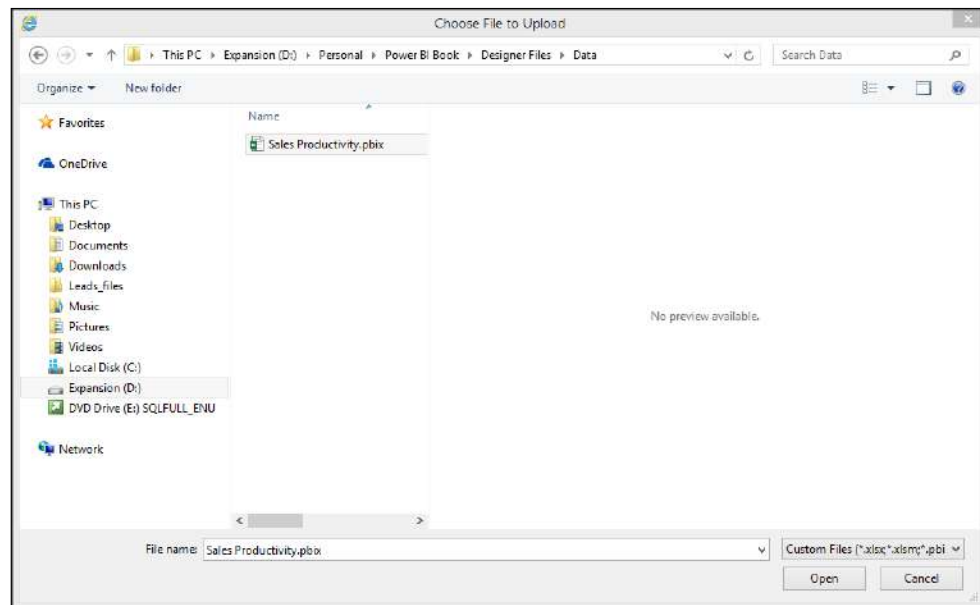 Choose File to Upload
This PC Expansion (D:) Personal Power BI Book Designer Files Data
Search Data
Organize New folder
Name
Favorites
Sales Productivity.pbix
OneDrive
This PC
Desktop
Documents
Downloads
Leads_files
Music
Pictures
Videos
Local Disk (C:)
Expansion (D:)
DVD Drive (E:) SQLFULL_ENU
Network
No preview available.
File name: Sales Productivity.pbix
Custom Files (*.xlsx;*.xlsm;*.pbi
Open Cancel